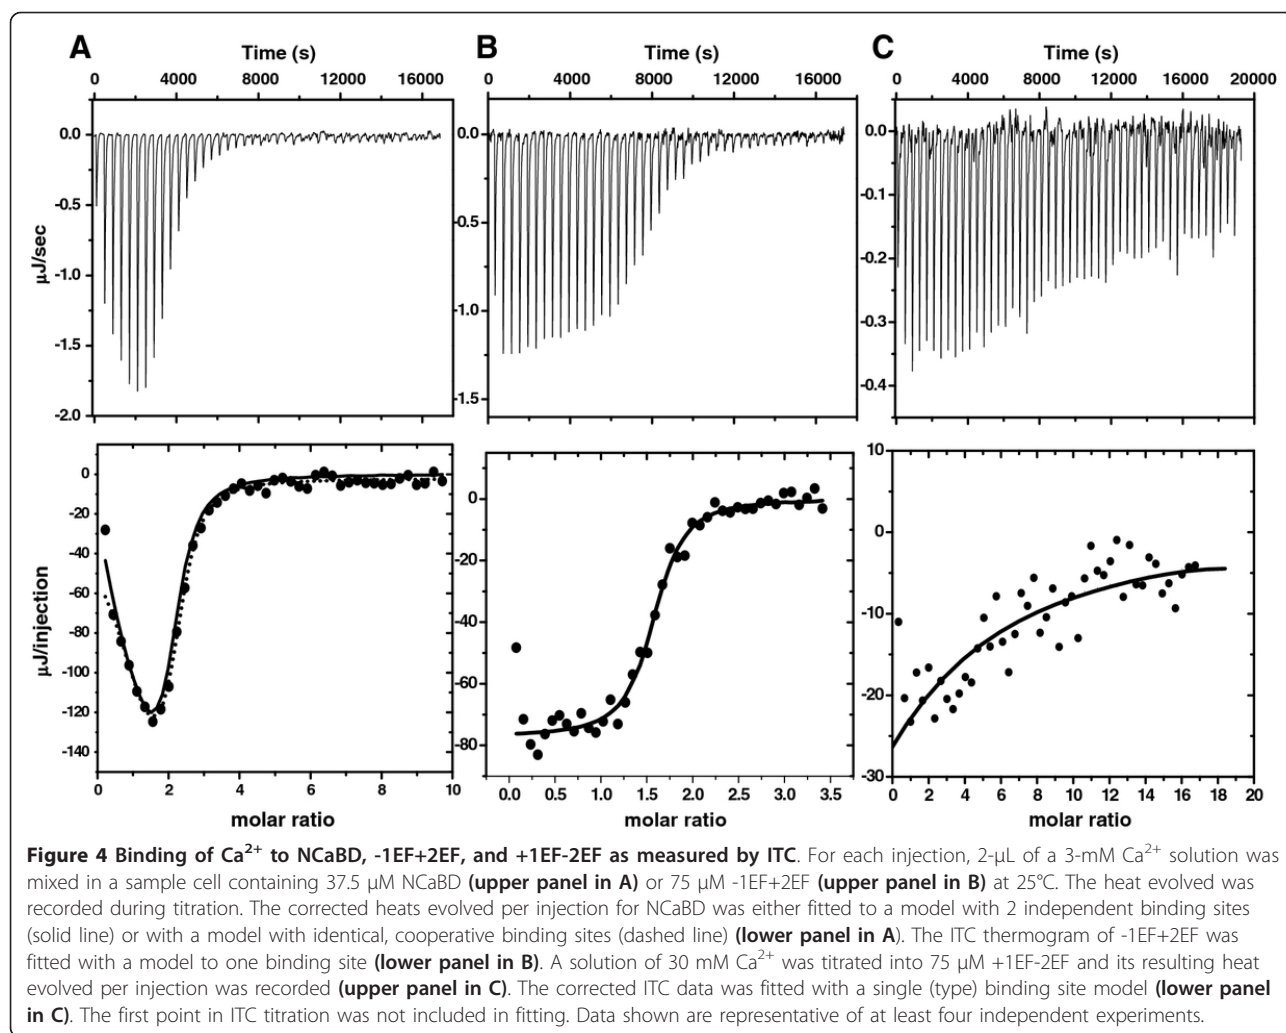 A
Time (s)
0 4000 8000 12000 16000
0.0
-0.5
-1.0
-1.5
-2.0
µJ/sec
0
-20
-40
-60
-80
-100
-120
-140
µJ/injection
0 2 4 6 8 10
molar ratio
B
Time (s)
0 4000 8000 12000 16000
0.0
-0.5
-1.0
-1.5
0
-20
-40
-60
-80
0.0 0.5 1.0 1.5 2.0 2.5 3.0 3.5
molar ratio
C
Time (s)
0 4000 8000 12000 16000 20000
0.0
-0.1
-0.2
-0.3
-0.4
10
0
-10
-20
-30
0 2 4 6 8 10 12 14 16 18 20
molar ratio
Figure 4 Binding of Ca²⁺ to NCaBD, -1EF+2EF, and +1EF-2EF as measured by ITC. For each injection, 2-µL of a 3-mM Ca²⁺ solution was
mixed in a sample cell containing 37.5 µM NCaBD (upper panel in A) or 75 µM -1EF+2EF (upper panel in B) at 25°C. The heat evolved was
recorded during titration. The corrected heats evolved per injection for NCaBD was either fitted to a model with 2 independent binding sites
(solid line) or with a model with identical, cooperative binding sites (dashed line) (lower panel in A). The ITC thermogram of -1EF+2EF was
fitted with a model to one binding site (lower panel in B). A solution of 30 mM Ca²⁺ was titrated into 75 µM +1EF-2EF and its resulting heat
evolved per injection was recorded (upper panel in C). The corrected ITC data was fitted with a single (type) binding site model (lower panel
in C). The first point in ITC titration was not included in fitting. Data shown are representative of at least four independent experiments.